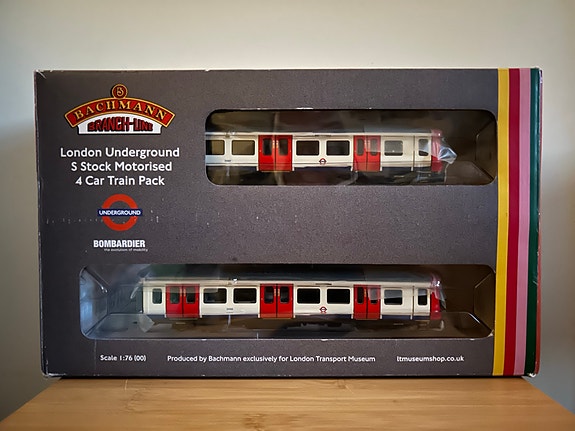 B
BACHMANN
BRANCH-LINE
London Underground
S Stock Motorised
4 Car Train Pack
UNDERGROUND
BOMBARDIER
the evolution of mobility
Scale 1:76 (00)
Produced by Bachmann exclusively for London Transport Museum
ltmuseumshop.co.uk